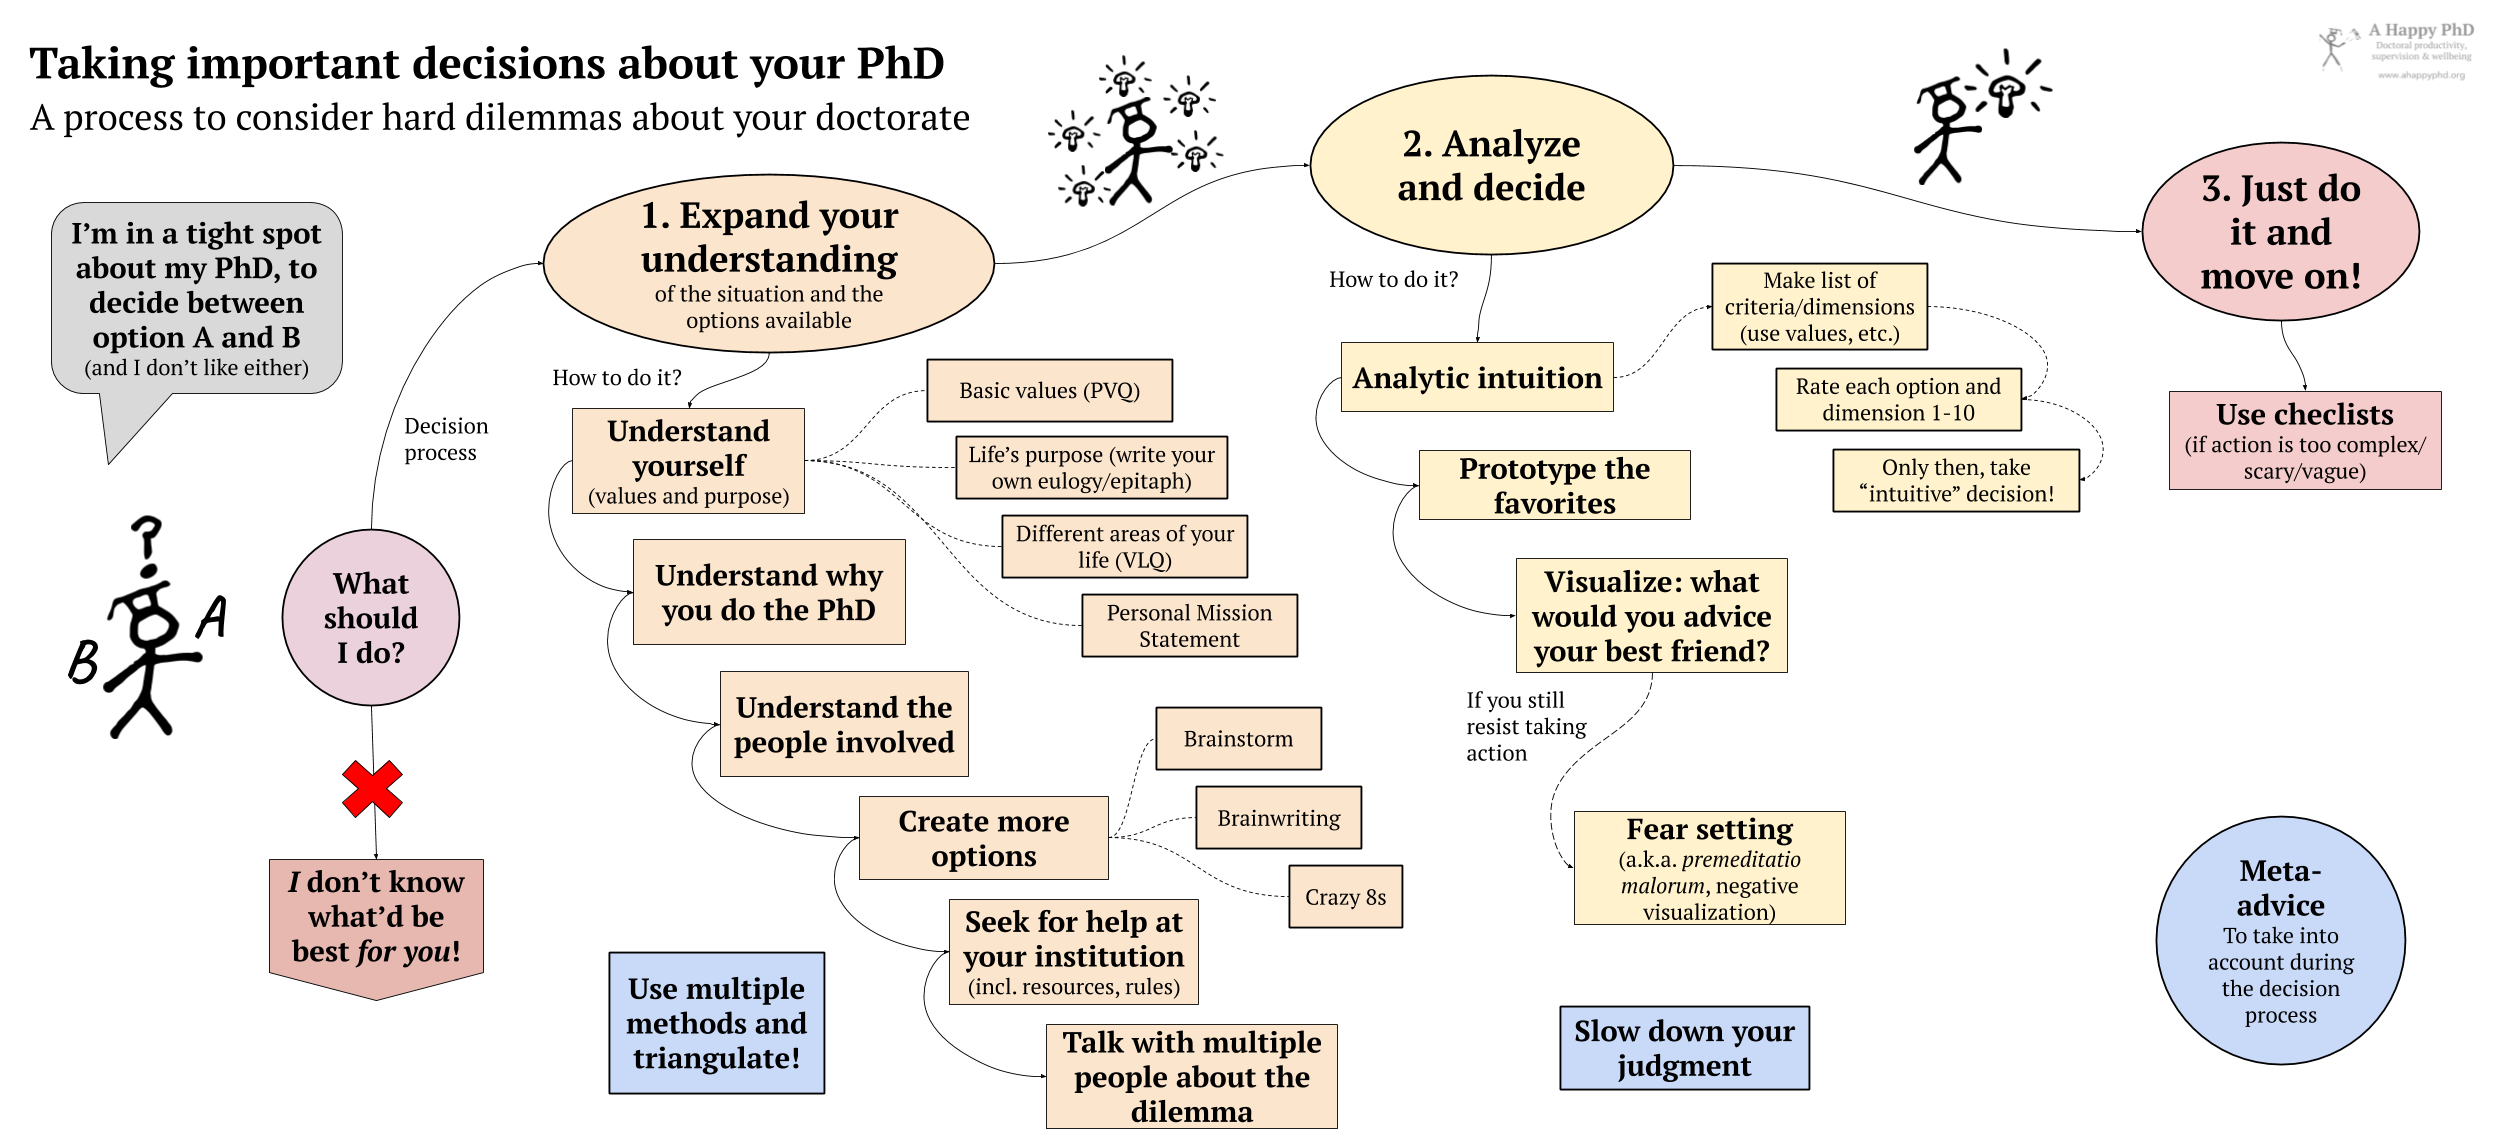 Taking important decisions about your PhD
A process to consider hard dilemmas about your doctorate
A Happy PhD
Doctoral productivity,
supervision & wellbeing
www.ahappyphd.org
I’m in a tight spot
about my PhD, to
decide between
option A and B
(and I don’t like either)
?
A
B
What
should
I do?
Decision
process
I don’t know
what’d be
best for you!
1. Expand your
understanding
of the situation and the
options available
How to do it?
Understand
yourself
(values and purpose)
Basic values (PVQ)
Life’s purpose (write your
own eulogy/epitaph)
Different areas of your
life (VLQ)
Personal Mission
Statement
Understand why
you do the PhD
Understand the
people involved
Create more
options
Brainstorm
Brainwriting
Crazy 8s
Seek for help at
your institution
(incl. resources, rules)
Talk with multiple
people about the
dilemma
Use multiple
methods and
triangulate!
2. Analyze
and decide
How to do it?
Analytic intuition
Make list of
criteria/dimensions
(use values, etc.)
Rate each option and
dimension 1-10
Only then, take
“intuitive” decision!
Prototype the
favorites
Visualize: what
would you advice
your best friend?
If you still
resist taking
action
Fear setting
(a.k.a. premeditatio
malorum, negative
visualization)
Slow down your
judgment
3. Just do
it and
move on!
Use checlists
(if action is too complex/
scary/vague)
Meta-
advice
To take into
account during
the decision
process